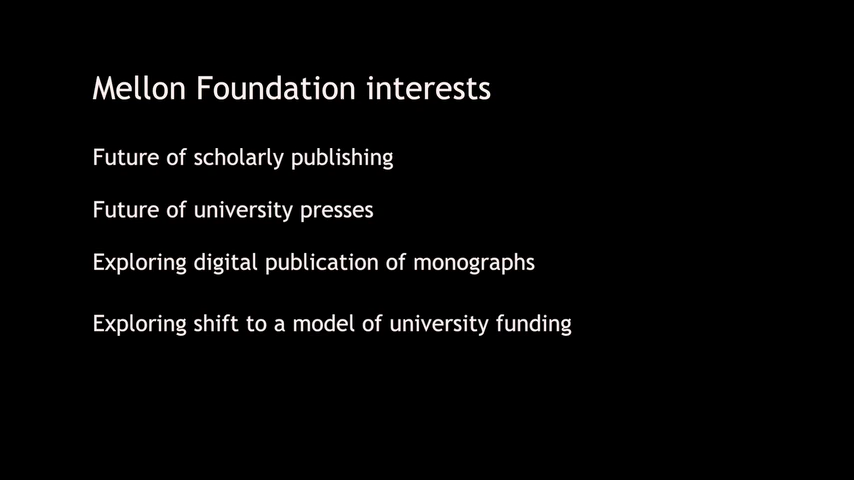 Mellon Foundation interests
Future of scholarly publishing
Future of university presses
Exploring digital publication of monographs
Exploring shift to a model of university funding